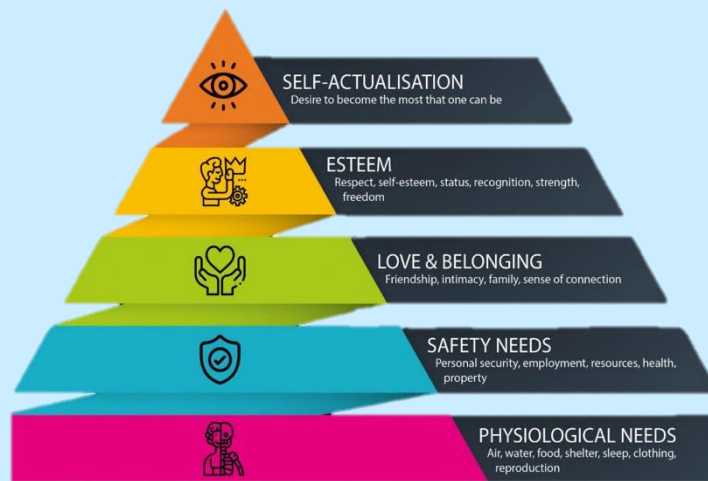 SELF-ACTUALISATION
Desire to become the most that one can be
ESTEEM
Respect, self-esteem, status, recognition, strength,
freedom
LOVE & BELONGING
Friendship, intimacy, family, sense of connection
SAFETY NEEDS
Personal security, employment, resources, health,
property
PHYSIOLOGICAL NEEDS
Air, water, food, shelter, sleep, clothing,
reproduction